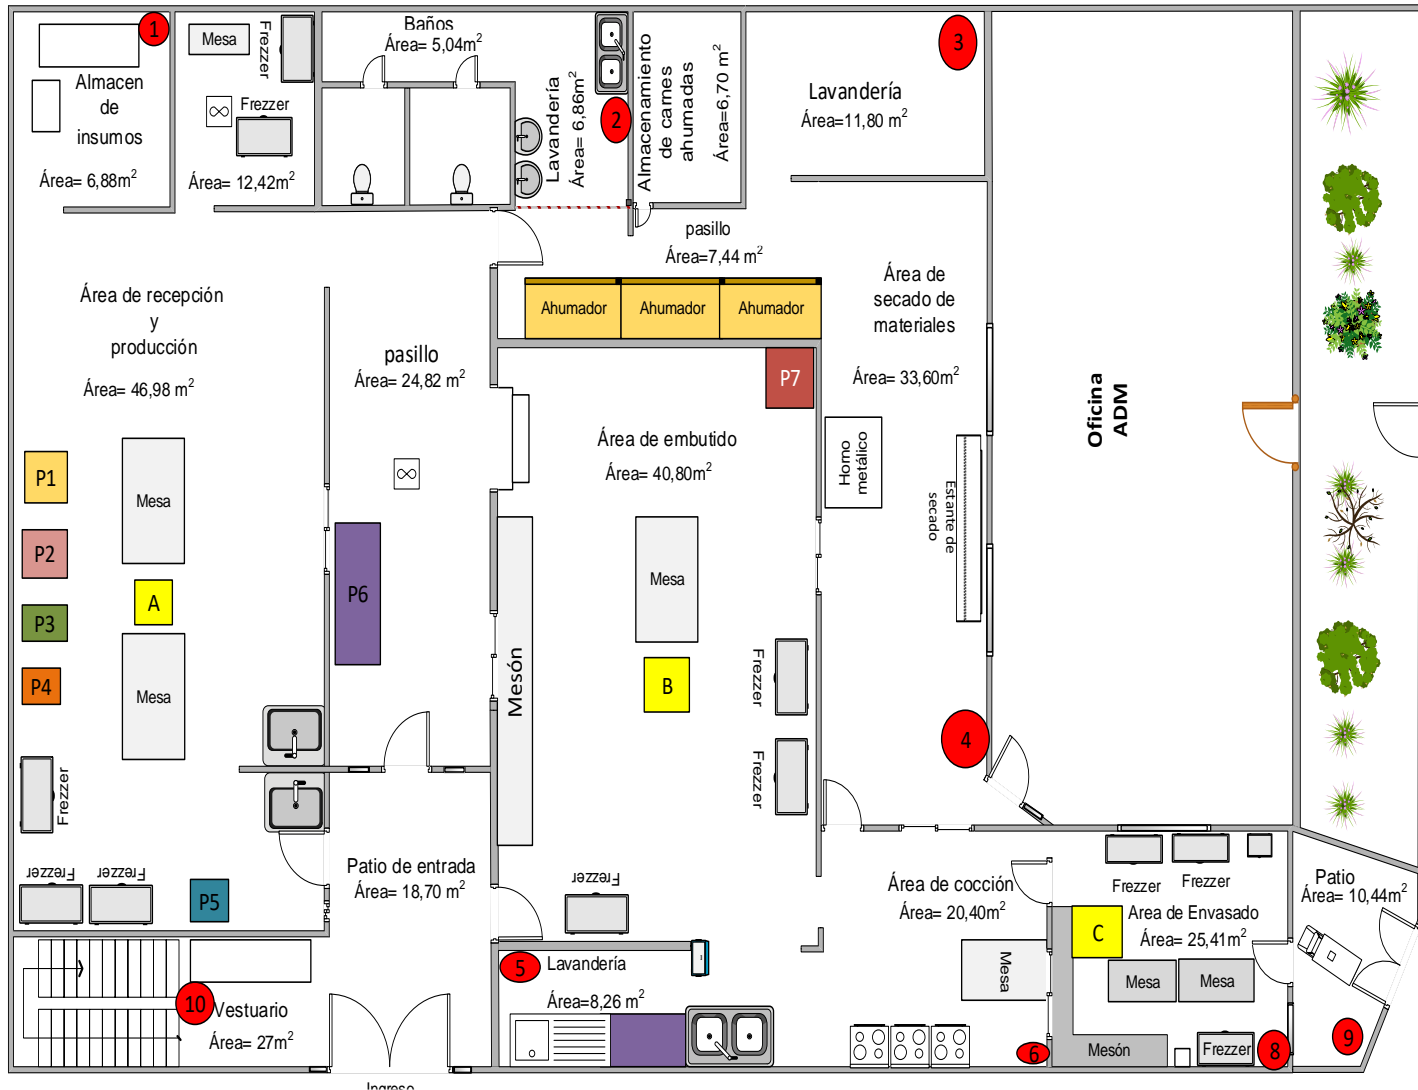 1
Almacen
de
insumos
Área= 6,88m²
Mesa
Frezzer
Frezzer
Área= 12,42m²
Baños
Área= 5,04m²
Lavandería
Área= 6,86m²
2
Almacenamiento
de carnes
ahumadas
Área=6,70 m²
3
Lavandería
Área=11,80 m²
pasillo
Área=7,44 m²
Ahumador
Ahumador
Ahumador
Área de recepción
y
producción
Área= 46,98 m²
pasillo
Área= 24,82 m²
Área de
secado de
materiales
Área= 33,60m²
P7
Área de embutido
Área= 40,80m²
Horno
metálico
Estante de
secado
Oficina
ADM
P1
P2
P3
P4
Mesa
A
Mesa
P6
Mesón
Mesa
B
Frezzer
Frezzer
4
Frezzer
Frezzer
Frezzer
P5
Patio de entrada
Área= 18,70 m²
Frezzer
Área de cocción
Área= 20,40m²
Frezzer
Frezzer
Area de Envasado
Área= 25,41m²
C
Mesa
Mesa
Mesa
Patio
Área= 10,44m²
5
Lavandería
Área=8,26 m²
10
Vestuario
Área= 27m²
6
Mesón
Frezzer
8
9
Ingreso